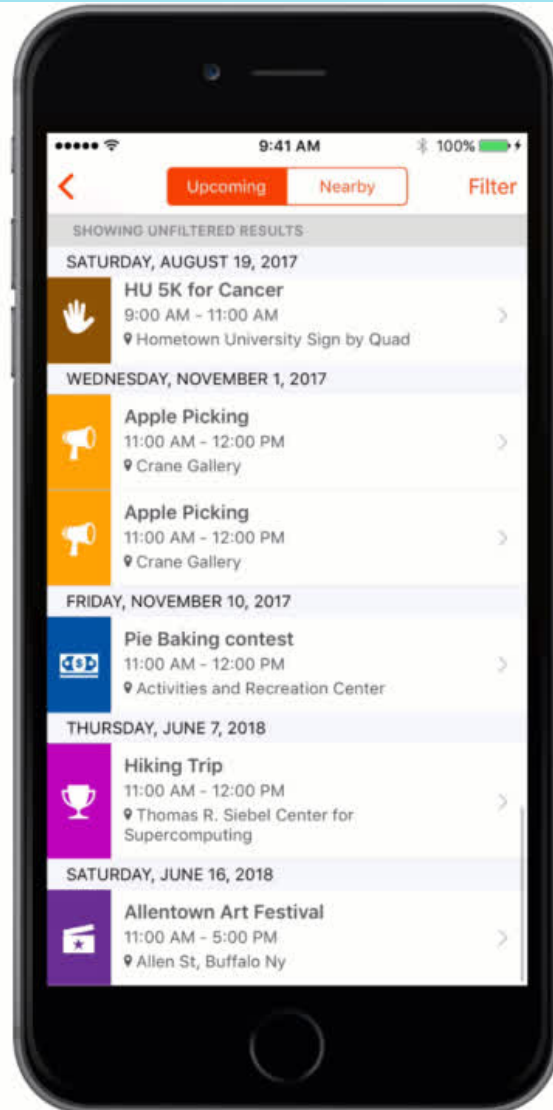 9:41 AM
100%
Upcoming
Nearby
Filter
SHOWING UNFILTERED RESULTS
SATURDAY, AUGUST 19, 2017
HU 5K for Cancer
9:00 AM - 11:00 AM
Hometown University Sign by Quad
WEDNESDAY, NOVEMBER 1, 2017
Apple Picking
11:00 AM - 12:00 PM
Crane Gallery
Apple Picking
11:00 AM - 12:00 PM
Crane Gallery
FRIDAY, NOVEMBER 10, 2017
Pie Baking contest
11:00 AM - 12:00 PM
Activities and Recreation Center
THURSDAY, JUNE 7, 2018
Hiking Trip
11:00 AM - 12:00 PM
Thomas R. Siebel Center for
Supercomputing
SATURDAY, JUNE 16, 2018
Allentown Art Festival
11:00 AM - 5:00 PM
Allen St, Buffalo Ny